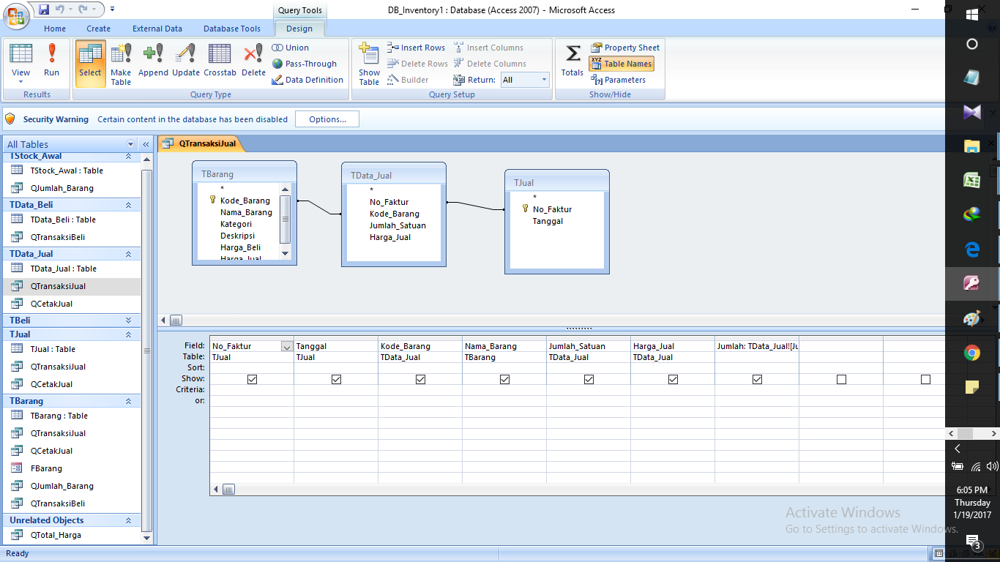 Query Tools
DB_Inventory1 : Database (Access 2007) - Microsoft Access
Home
Create
External Data
Database Tools
Design
View
Run
Results
Select
Make Table
Append
Update
Crosstab
Delete
Union
Pass-Through
Data Definition
Query Type
Show Table
Insert Rows
Delete Rows
Builder
Insert Columns
Delete Columns
Return: All
Query Setup
Totals
Property Sheet
XYZ Table Names
Parameters
Show/Hide
Security Warning Certain content in the database has been disabled Options...
All Tables
TStock_Awal
TStock_Awal : Table
QJumlah_Barang
TData_Beli
TData_Beli : Table
QTransaksiBeli
TData_Jual
TData_Jual : Table
QTransaksiJual
QCetakJual
TBeli
TJual
TJual : Table
QTransaksiJual
QCetakJual
TBarang
TBarang : Table
QTransaksiJual
QCetakJual
FBarang
QJumlah_Barang
QTransaksiBeli
Unrelated Objects
QTotal_Harga
QTransaksiJual
TBarang
*
Kode_Barang
Nama_Barang
Kategori
Deskripsi
Harga_Beli
Harga_Jual
TData_Jual
*
No_Faktur
Kode_Barang
Jumlah_Satuan
Harga_Jual
TJual
*
No_Faktur
Tanggal
Field: No_Faktur Tanggal Kode_Barang Nama_Barang Jumlah_Satuan Harga_Jual Jumlah: TData_Jual![Ju
Table: TJual TJual TData_Jual TBarang TData_Jual TData_Jual
Sort:
Show:
Criteria:
or:
Activate Windows
Go to Settings to activate Windows.
6:05 PM
Thursday
1/19/2017
3
Ready